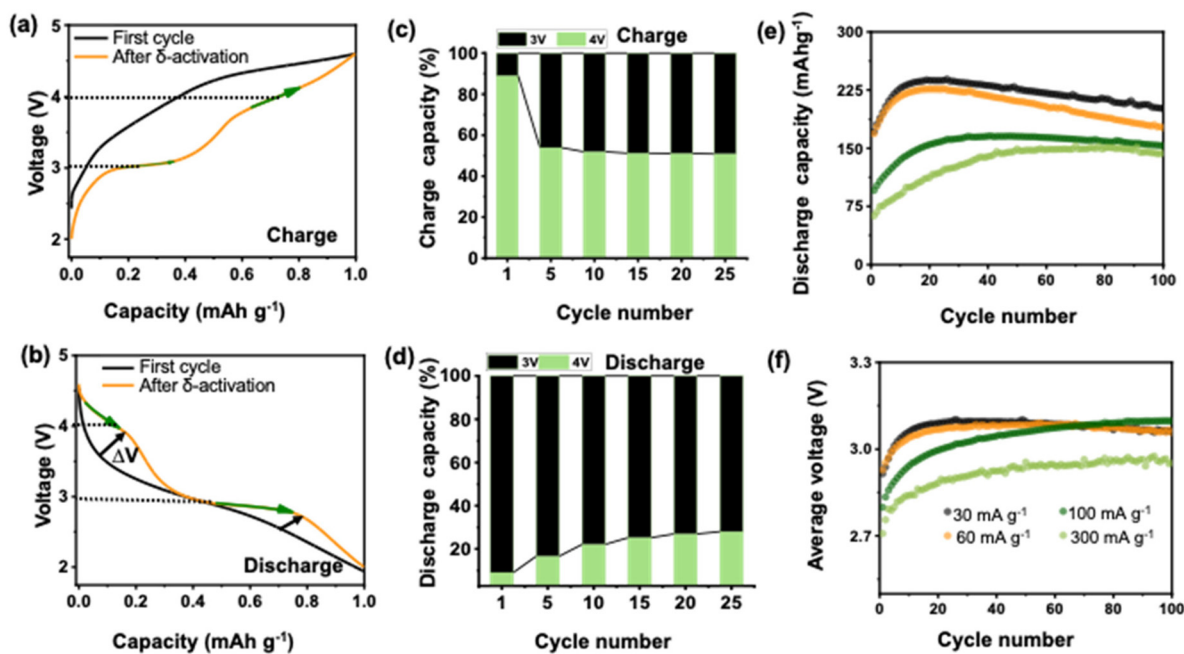 (a)
5
4
3
2
Voltage (V)
First cycle
After δ-activation
Charge
0.0 0.2 0.4 0.6 0.8 1.0
Capacity (mAh g⁻¹)
(b)
5
4
3
2
Voltage (V)
First cycle
After δ-activation
ΔV
Discharge
0.0 0.2 0.4 0.6 0.8 1.0
Capacity (mAh g⁻¹)
(c)
3V 4V Charge
100
80
60
40
20
0
Charge capacity (%)
1 5 10 15 20 25
Cycle number
(d)
3V 4V Discharge
100
80
60
40
20
Discharge capacity (%)
1 5 10 15 20 25
Cycle number
(e)
300
225
150
75
0
Discharge capacity (mAhg⁻¹)
0 20 40 60 80 100
Cycle number
(f)
3.3
3.0
2.7
Average voltage (V)
30 mA g⁻¹ 100 mA g⁻¹
60 mA g⁻¹ 300 mA g⁻¹
0 20 40 60 80 100
Cycle number